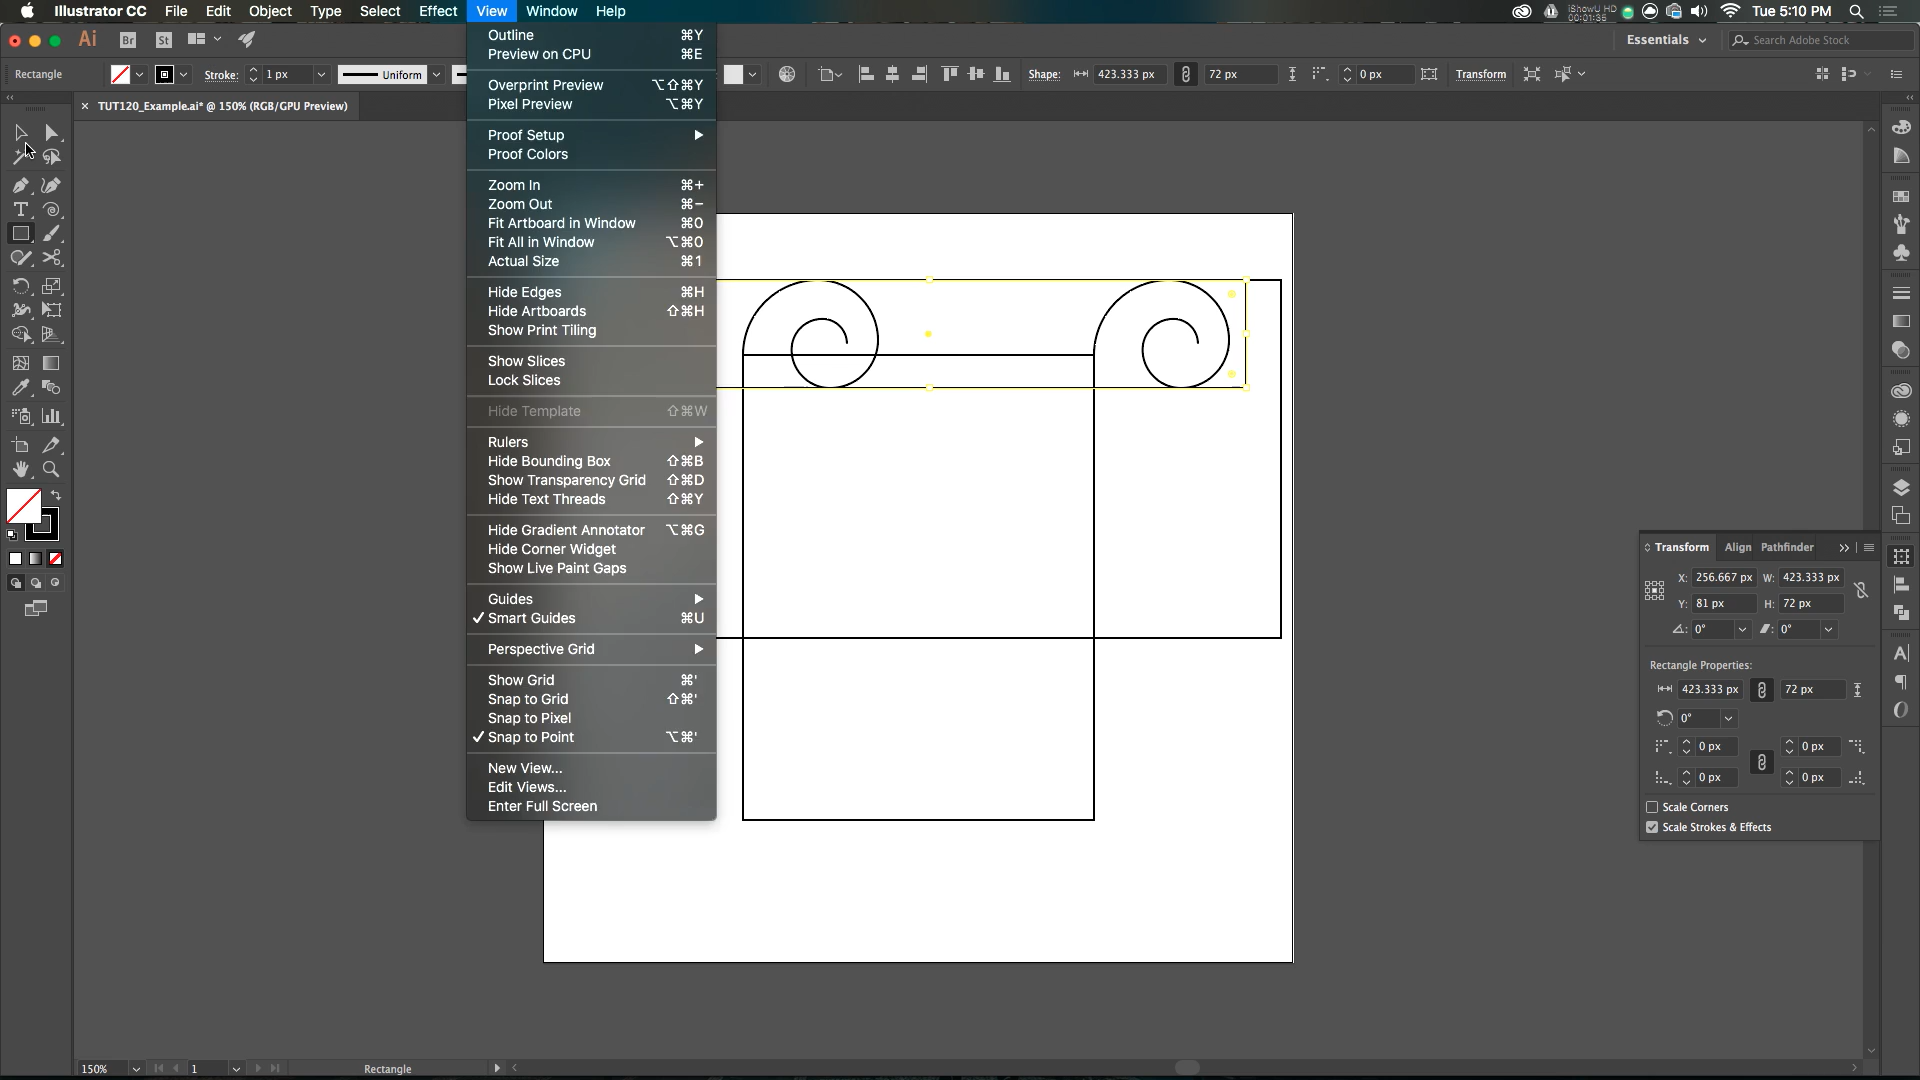 Illustrator CC File Edit Object Type Select Effect View Window Help iShowU HD 00:01:35 Tue 5:10 PM
Ai Br St Essentials Search Adobe Stock
Rectangle Stroke: 1 px Uniform Shape: 423.333 px 72 px 0 px Transform
× TUT120_Example.ai* @ 150% (RGB/GPU Preview)
Outline ⌘Y
Preview on CPU ⌘E
Overprint Preview ⌥⇧⌘Y
Pixel Preview ⌥⌘Y
Proof Setup ▶
Proof Colors
Zoom In ⌘+
Zoom Out ⌘−
Fit Artboard in Window ⌘0
Fit All in Window ⌥⌘0
Actual Size ⌘1
Hide Edges ⌘H
Hide Artboards ⇧⌘H
Show Print Tiling
Show Slices
Lock Slices
Hide Template ⇧⌘W
Rulers ▶
Hide Bounding Box ⇧⌘B
Show Transparency Grid ⇧⌘D
Hide Text Threads ⇧⌘Y
Hide Gradient Annotator ⌥⌘G
Hide Corner Widget
Show Live Paint Gaps
Guides ▶
✓ Smart Guides ⌘U
Perspective Grid ▶
Show Grid ⌘'
Snap to Grid ⇧⌘'
Snap to Pixel
✓ Snap to Point ⌥⌘'
New View...
Edit Views...
Enter Full Screen
Transform Align Pathfinder
X: 256.667 px W: 423.333 px
Y: 81 px H: 72 px
0° 0°
Rectangle Properties:
423.333 px 72 px
0°
0 px 0 px
0 px 0 px
Scale Corners
Scale Strokes & Effects
150% 1 Rectangle